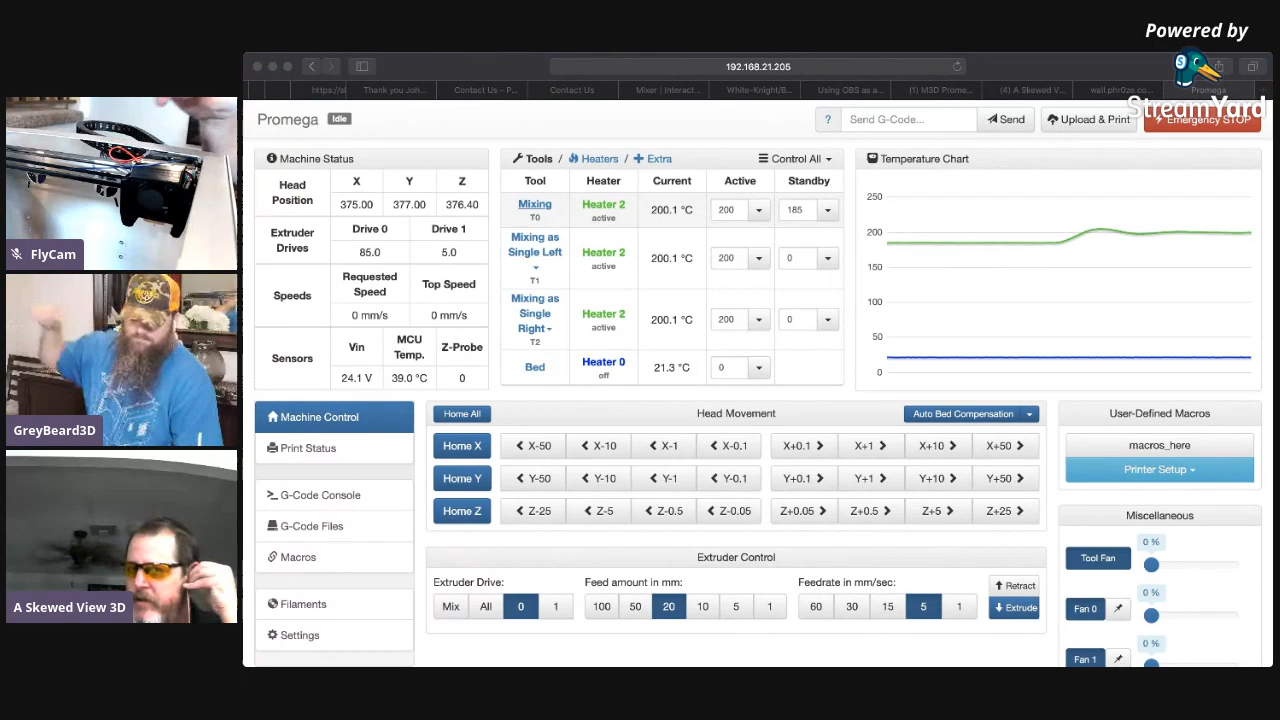 Powered by
StreamYard
192.168.21.205
https://sl
Thank you Joh...
Contact Us – P...
Contact Us
Mixer | Interact...
White-Knight/B...
Using OBS as a...
(1) M3D Prome...
(4) A Skewed V...
wall.phr0ze.co...
Promega
Promega Idle
? Send G-Code... Send Upload & Print Emergency STOP
Machine Status
Head Position
X Y Z
375.00 377.00 376.40
Extruder Drives
Drive 0 Drive 1
85.0 5.0
Speeds
Requested Speed Top Speed
0 mm/s 0 mm/s
Sensors
Vin MCU Temp. Z-Probe
24.1 V 39.0 °C 0
Tools / Heaters / Extra Control All
Tool Heater Current Active Standby
Mixing Heater 2 200.1 °C 200 185
T0 active
Mixing as Single Left Heater 2 200.1 °C 200 0
T1 active
Mixing as Single Right Heater 2 200.1 °C 200 0
T2 active
Bed Heater 0 21.3 °C 0
off
Temperature Chart
250
200
150
100
50
0
FlyCam
GreyBeard3D
A Skewed View 3D
Machine Control
Print Status
G-Code Console
G-Code Files
Macros
Filaments
Settings
Home All Head Movement Auto Bed Compensation
Home X X-50 X-10 X-1 X-0.1 X+0.1 X+1 X+10 X+50
Home Y Y-50 Y-10 Y-1 Y-0.1 Y+0.1 Y+1 Y+10 Y+50
Home Z Z-25 Z-5 Z-0.5 Z-0.05 Z+0.05 Z+0.5 Z+5 Z+25
Extruder Control
Extruder Drive: Feed amount in mm: Feedrate in mm/sec:
Mix All 0 1 100 50 20 10 5 1 60 30 15 5 1
Retract
Extrude
User-Defined Macros
macros_here
Printer Setup
Miscellaneous
0 %
Tool Fan
0 %
Fan 0
0 %
Fan 1